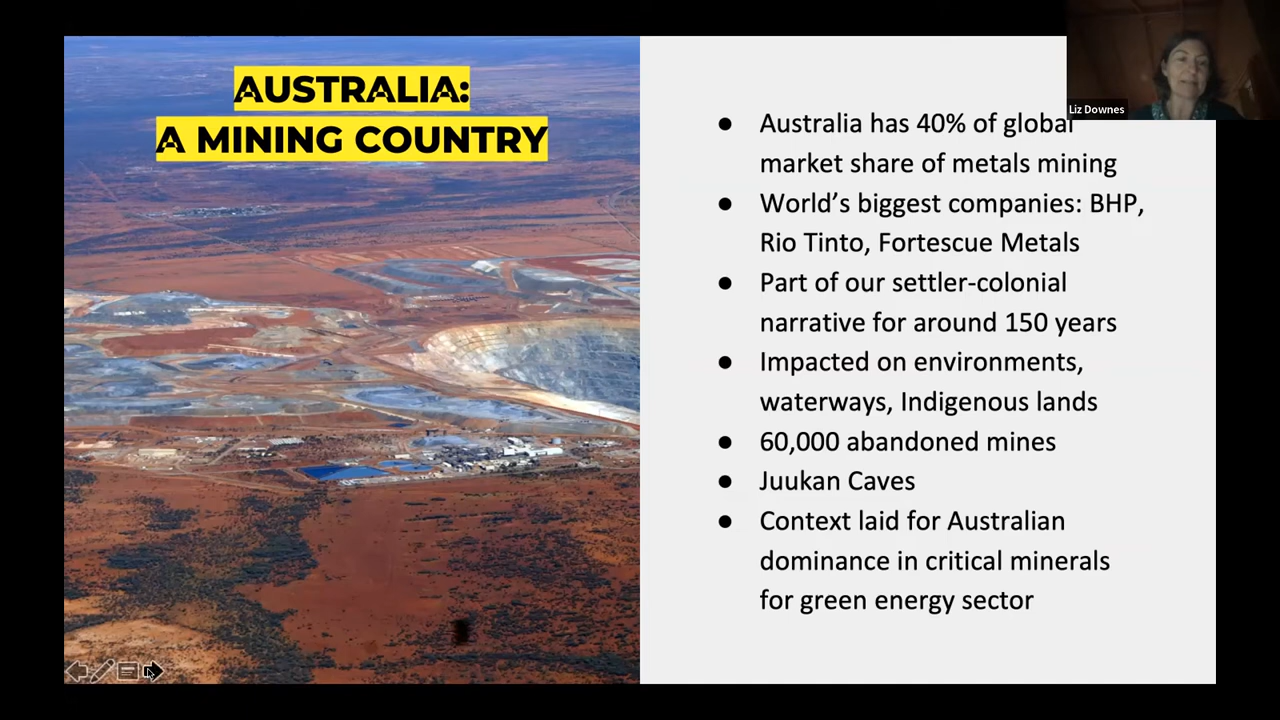 AUSTRALIA:
A MINING COUNTRY
Liz Downes
● Australia has 40% of global
market share of metals mining
● World’s biggest companies: BHP,
Rio Tinto, Fortescue Metals
● Part of our settler-colonial
narrative for around 150 years
● Impacted on environments,
waterways, Indigenous lands
● 60,000 abandoned mines
● Juukan Caves
● Context laid for Australian
dominance in critical minerals
for green energy sector